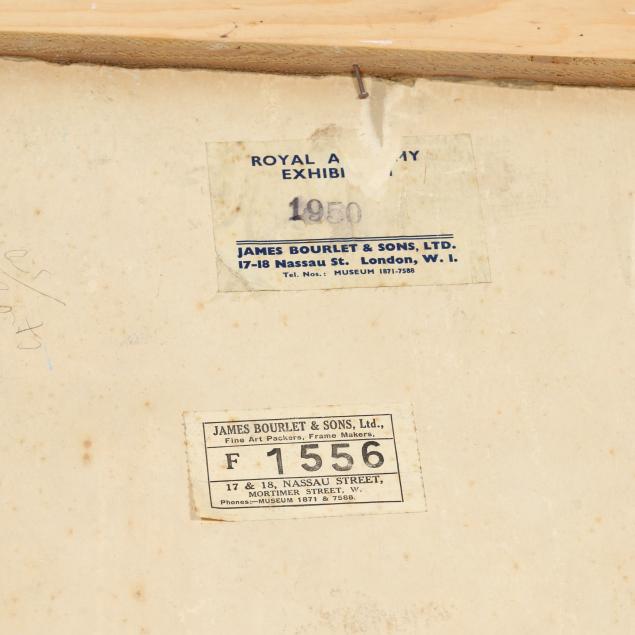 ROYAL A MY
EXHIBI
1950
JAMES BOURLET & SONS, LTD.
17-18 Nassau St. London, W. 1.
Tel. Nos.: MUSEUM 1871-7588
JAMES BOURLET & SONS, Ltd.,
Fine Art Packers, Frame Makers,
F 1556
17 & 18, NASSAU STREET,
MORTIMER STREET, W.
Phones:—MUSEUM 1871 & 7588.